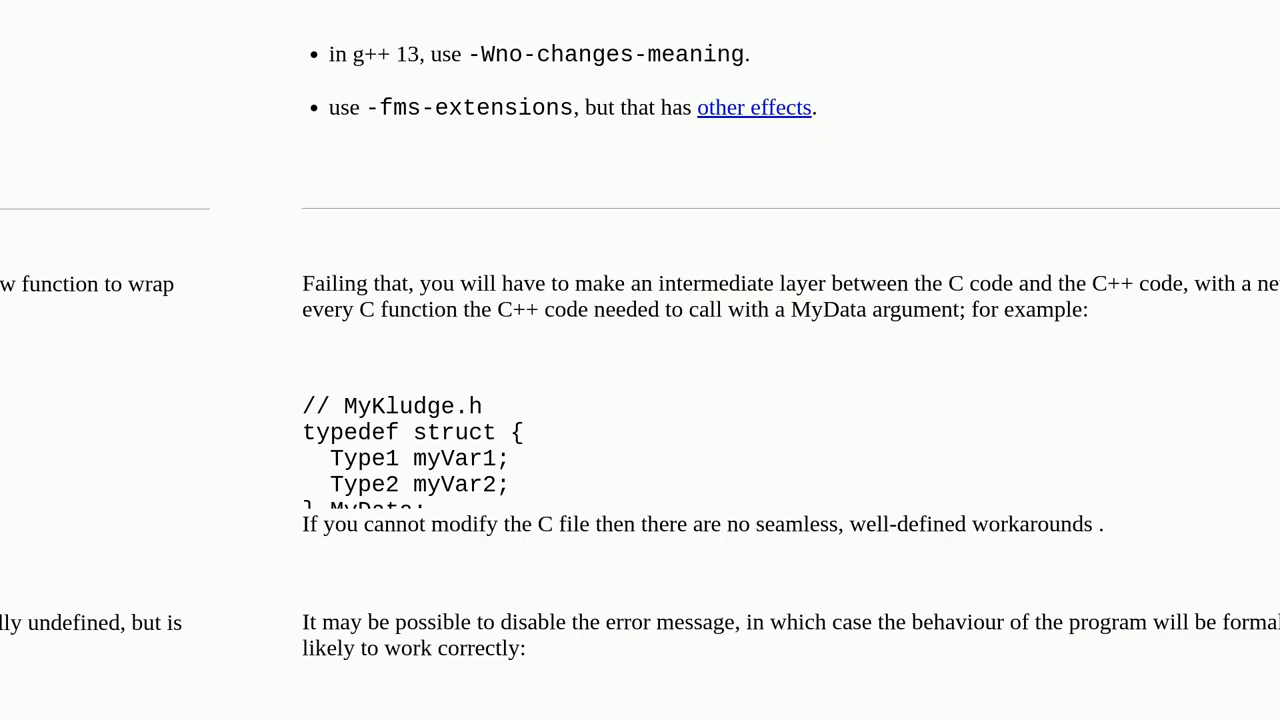 in g++ 13, use -Wno-changes-meaning.
use -fms-extensions, but that has other effects.
w function to wrap
Failing that, you will have to make an intermediate layer between the C code and the C++ code, with a ne
every C function the C++ code needed to call with a MyData argument; for example:
// MyKludge.h
typedef struct {
  Type1 myVar1;
  Type2 myVar2;
} MyData;
If you cannot modify the C file then there are no seamless, well-defined workarounds .
lly undefined, but is
It may be possible to disable the error message, in which case the behaviour of the program will be formal
likely to work correctly: